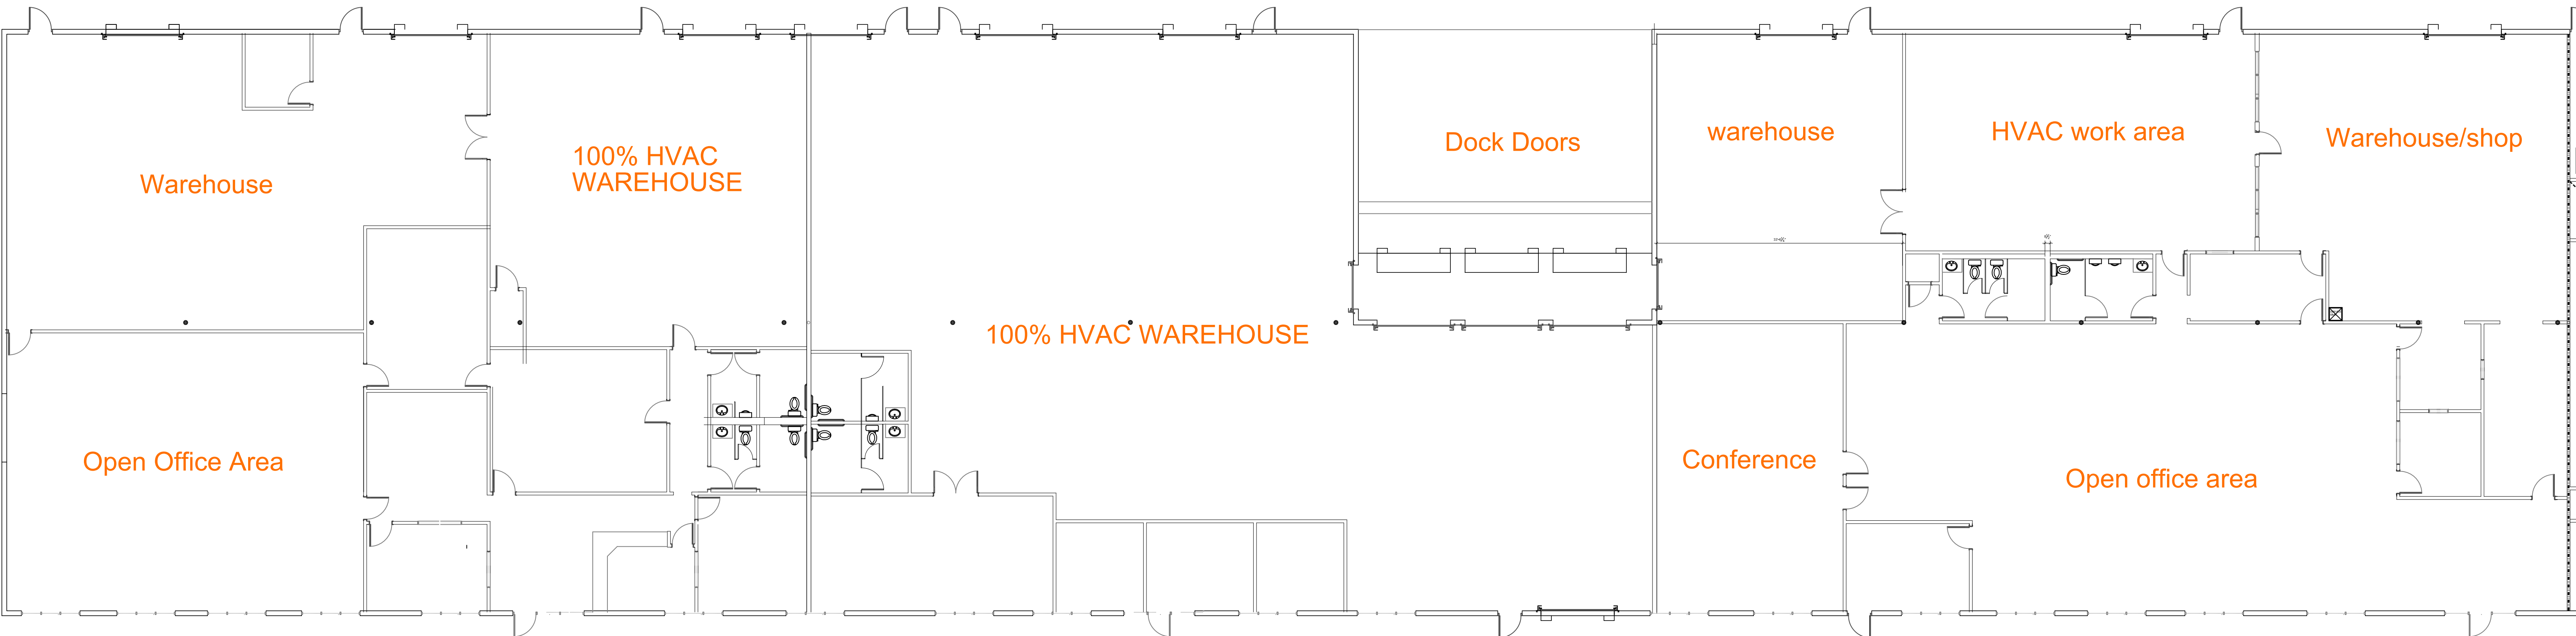 Warehouse
100% HVAC
WAREHOUSE
Dock Doors
warehouse
HVAC work area
Warehouse/shop
100% HVAC WAREHOUSE
Open Office Area
Conference
Open office area